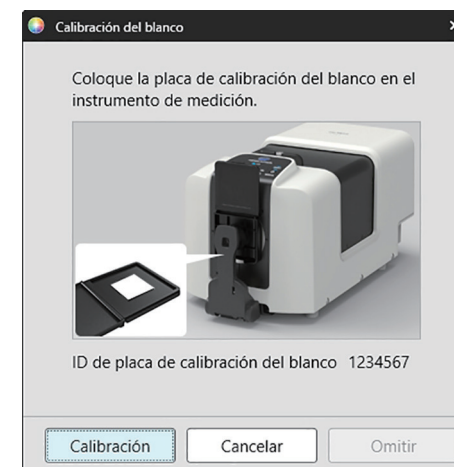 Calibración del blanco
Coloque la placa de calibración del blanco en el
instrumento de medición.
ID de placa de calibración del blanco 1234567
Calibración Cancelar Omitir